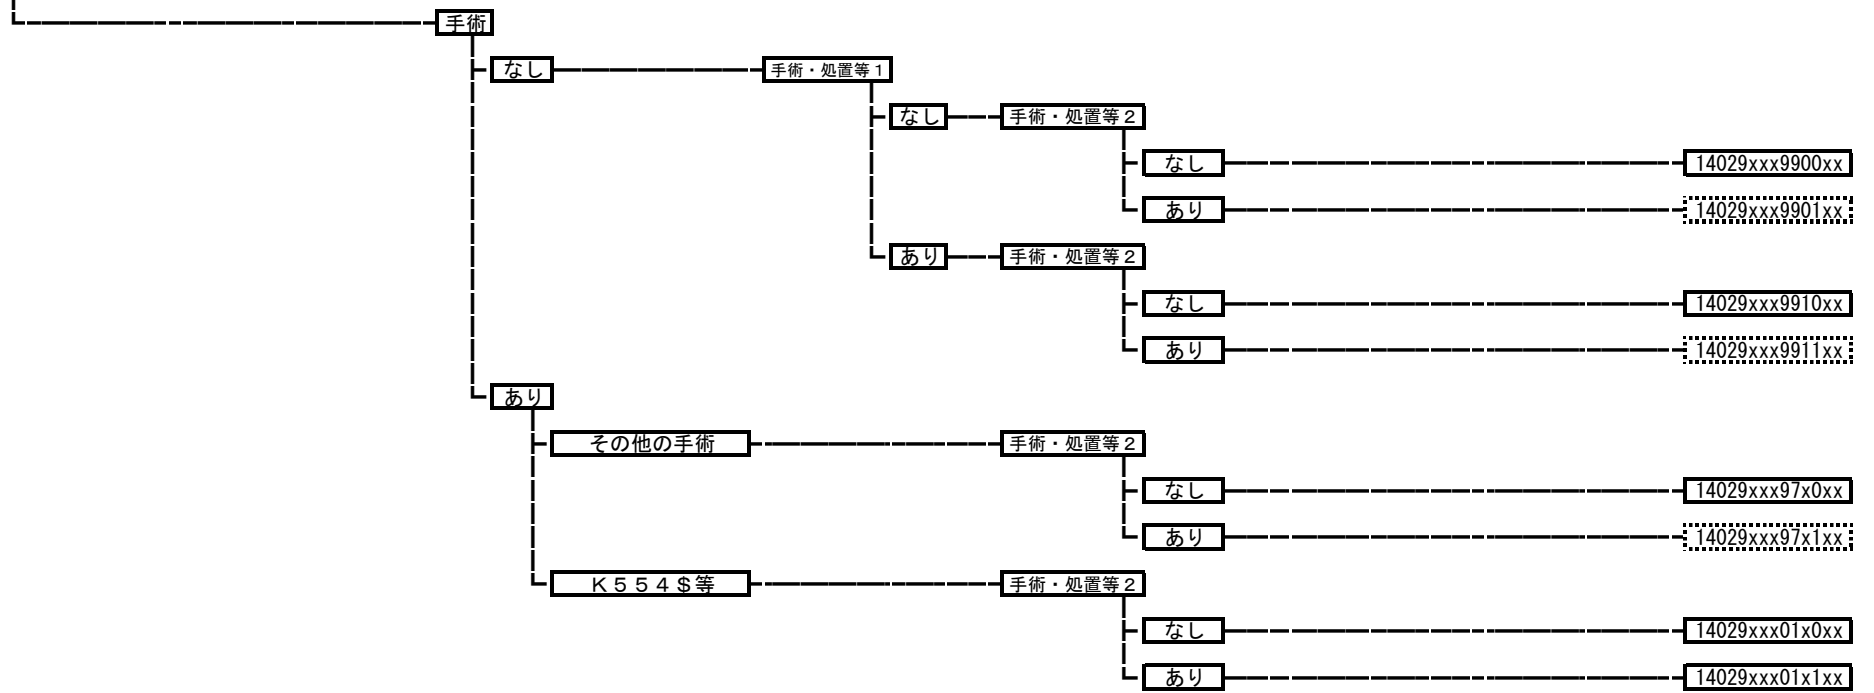 手術
なし 手術・処置等1
なし 手術・処置等2
なし 14029xxx9900xx
あり 14029xxx9901xx
あり 手術・処置等2
なし 14029xxx9910xx
あり 14029xxx9911xx
あり
その他の手術 手術・処置等2
なし 14029xxx97x0xx
あり 14029xxx97x1xx
K554$等 手術・処置等2
なし 14029xxx01x0xx
あり 14029xxx01x1xx